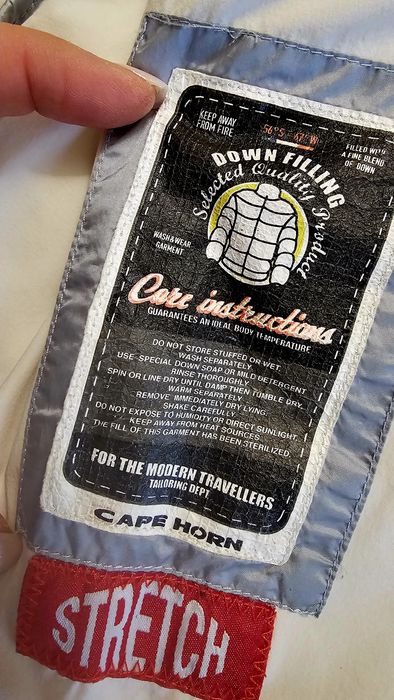 KEEP AWAY
FROM FIRE
56°S - 67° W
FILLED WITH
A FINE BLEND
OF DOWN
DOWN FILLING
Selected Quality Product
WASH&WEAR
GARMENT
Care instructions
GUARANTEES AN IDEAL BODY TEMPERATURE
DO NOT STORE STUFFED OR WET.
WASH SEPARATELY.
USE SPECIAL DOWN SOAP OR MILD DETERGENT.
RINSE THOROUGHLY.
SPIN OR LINE DRY UNTIL DAMP THEN TUMBLE DRY.
WARM SEPARATELY.
REMOVE IMMEDIATELY DRY LYING.
SHAKE CAREFULLY.
DO NOT EXPOSE TO HUMIDITY OR DIRECT SUNLIGHT.
KEEP AWAY FROM HEAT SOURCES.
THE FILL OF THIS GARMENT HAS BEEN STERILIZED.
FOR THE MODERN TRAVELLERS
TAILORING DEPT
CAPE HORN
STRETCH